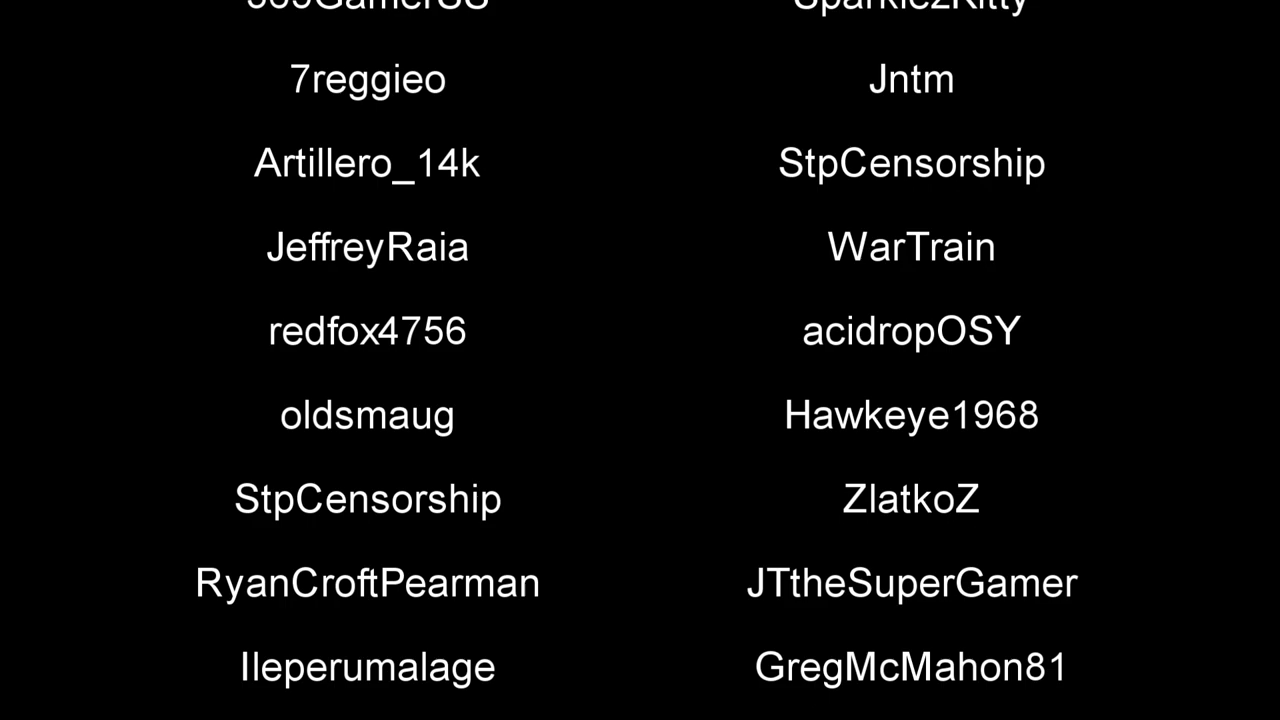 7reggieo Jntm
Artillero_14k StpCensorship
JeffreyRaia WarTrain
redfox4756 acidropOSY
oldsmaug Hawkeye1968
StpCensorship ZlatkoZ
RyanCroftPearman JTtheSuperGamer
Ileperumalage GregMcMahon81